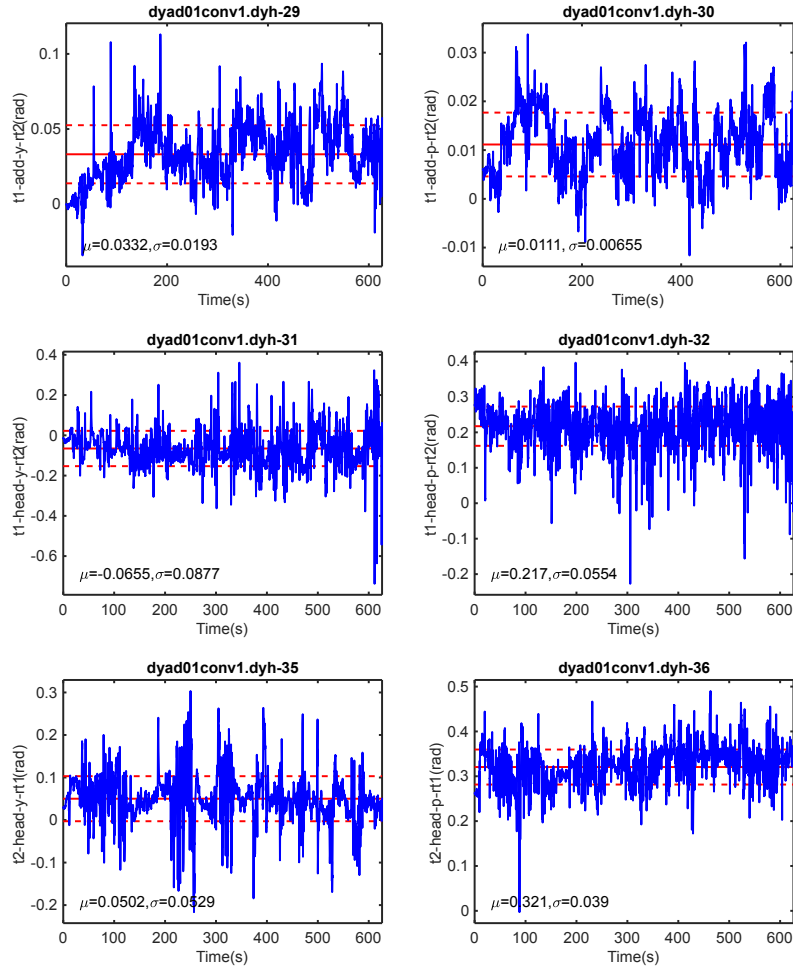 dyad01conv1.dyh-29
t1-add-y-rt2(rad)
0.1
0.05
0
μ=0.0332,σ=0.0193
0 200 400 600
Time(s)
dyad01conv1.dyh-30
t1-add-p-rt2(rad)
0.03
0.02
0.01
0
-0.01
μ=0.0111, σ=0.00655
0 200 400 600
Time(s)
dyad01conv1.dyh-31
t1-head-y-rt2(rad)
0.4
0.2
0
-0.2
-0.4
-0.6
μ=-0.0655,σ=0.0877
0 100 200 300 400 500 600
Time(s)
dyad01conv1.dyh-32
t1-head-p-rt2(rad)
0.4
0.3
0.2
0.1
0
-0.1
-0.2
μ=0.217,σ=0.0554
0 100 200 300 400 500 600
Time(s)
dyad01conv1.dyh-35
t2-head-y-rt1(rad)
0.3
0.2
0.1
0
-0.1
-0.2
μ=0.0502,σ=0.0529
0 100 200 300 400 500 600
Time(s)
dyad01conv1.dyh-36
t2-head-p-rt1(rad)
0.5
0.4
0.3
0.2
0.1
0
μ=0.321,σ=0.039
0 100 200 300 400 500 600
Time(s)